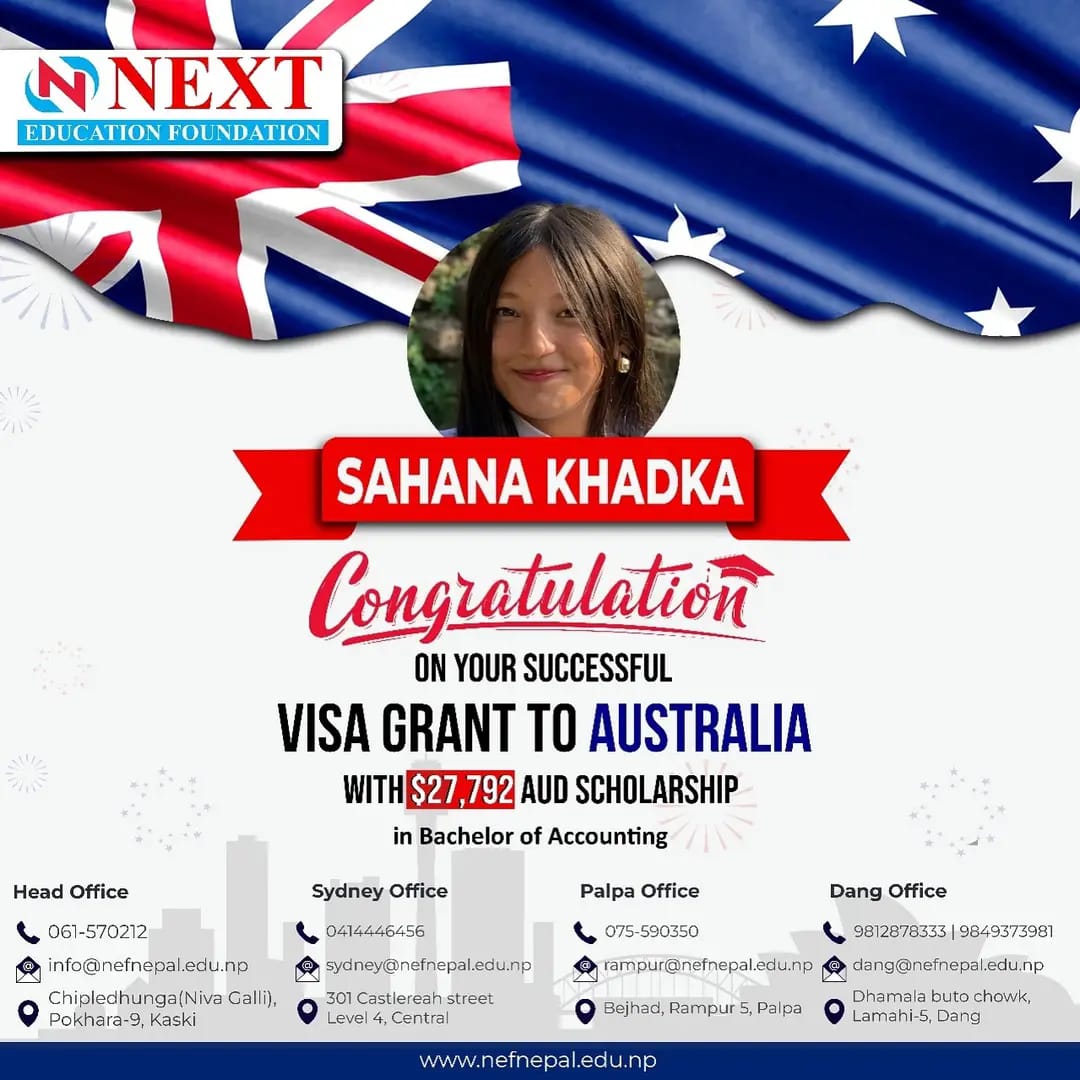 NEXT
EDUCATION FOUNDATION
SAHANA KHADKA
Congratulation
ON YOUR SUCCESSFUL
VISA GRANT TO AUSTRALIA
WITH $27,792 AUD SCHOLARSHIP
in Bachelor of Accounting
Head Office
061-570212
info@nefnepal.edu.np
Chipledhunga(Niva Galli),
Pokhara-9, Kaski
Sydney Office
0414446456
sydney@nefnepal.edu.np
301 Castlereah street
Level 4, Central
Palpa Office
075-590350
rampur@nefnepal.edu.np
Bejhad, Rampur 5, Palpa
Dang Office
9812878333 | 9849373981
dang@nefnepal.edu.np
Dhamala buto chowk,
Lamahi-5, Dang
www.nefnepal.edu.np